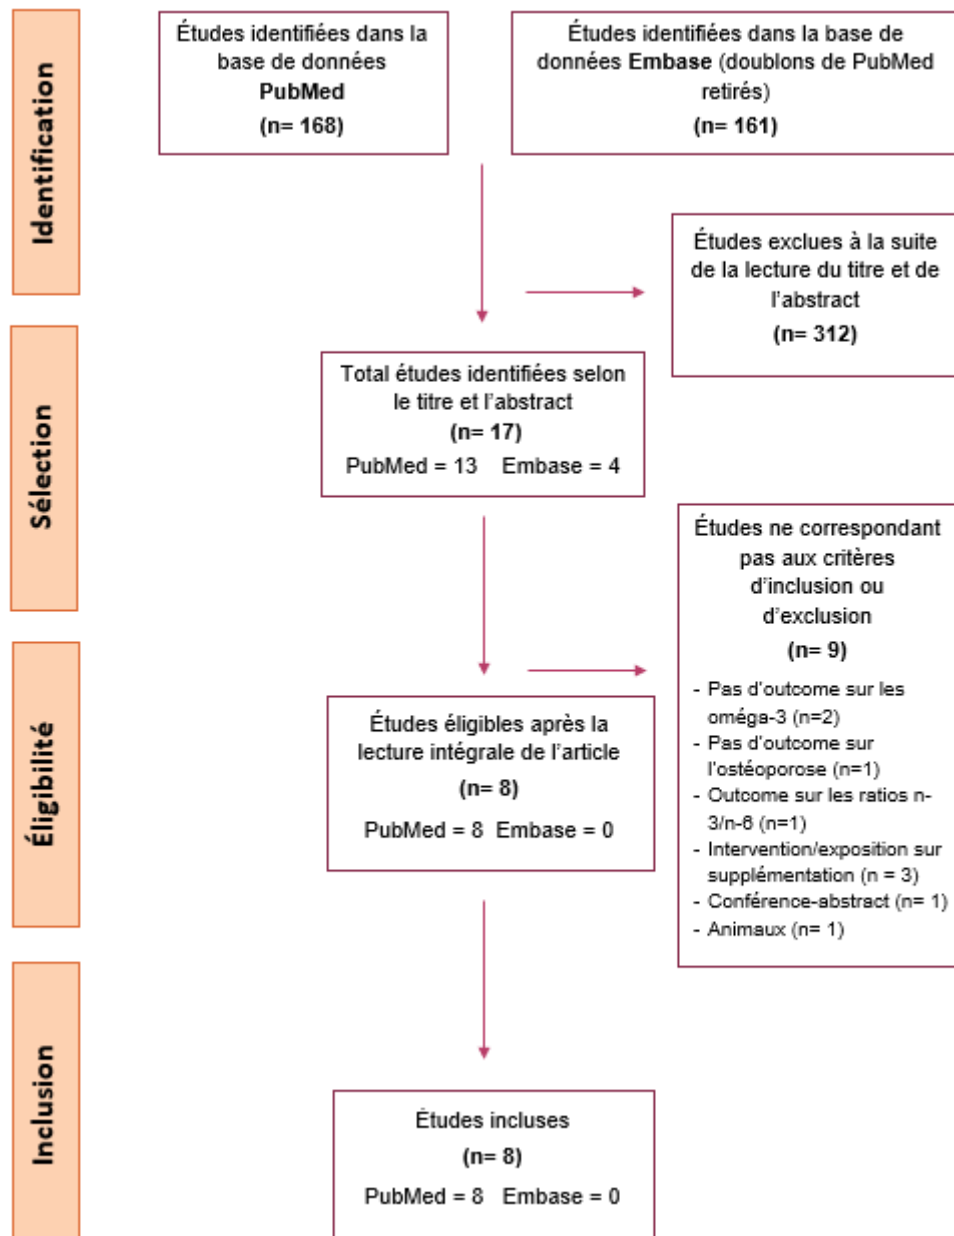 Identification
Études identifiées dans la
base de données
PubMed
(n= 168)
Études identifiées dans la base de
données Embase (doublons de PubMed
retirés)
(n= 161)
Études exclues à la suite
de la lecture du titre et de
l'abstract
(n= 312)
Sélection
Total études identifiées selon
le titre et l'abstract
(n= 17)
PubMed = 13 Embase = 4
Études ne correspondant
pas aux critères
d'inclusion ou
d'exclusion
(n= 9)
- Pas d'outcome sur les
oméga-3 (n=2)
- Pas d'outcome sur
l'ostéoporose (n=1)
- Outcome sur les ratios n-
3/n-6 (n=1)
- Intervention/exposition sur
supplémentation (n = 3)
- Conférence-abstract (n= 1)
- Animaux (n= 1)
Éligibilité
Études éligibles après la
lecture intégrale de l'article
(n= 8)
PubMed = 8 Embase = 0
Inclusion
Études incluses
(n= 8)
PubMed = 8 Embase = 0